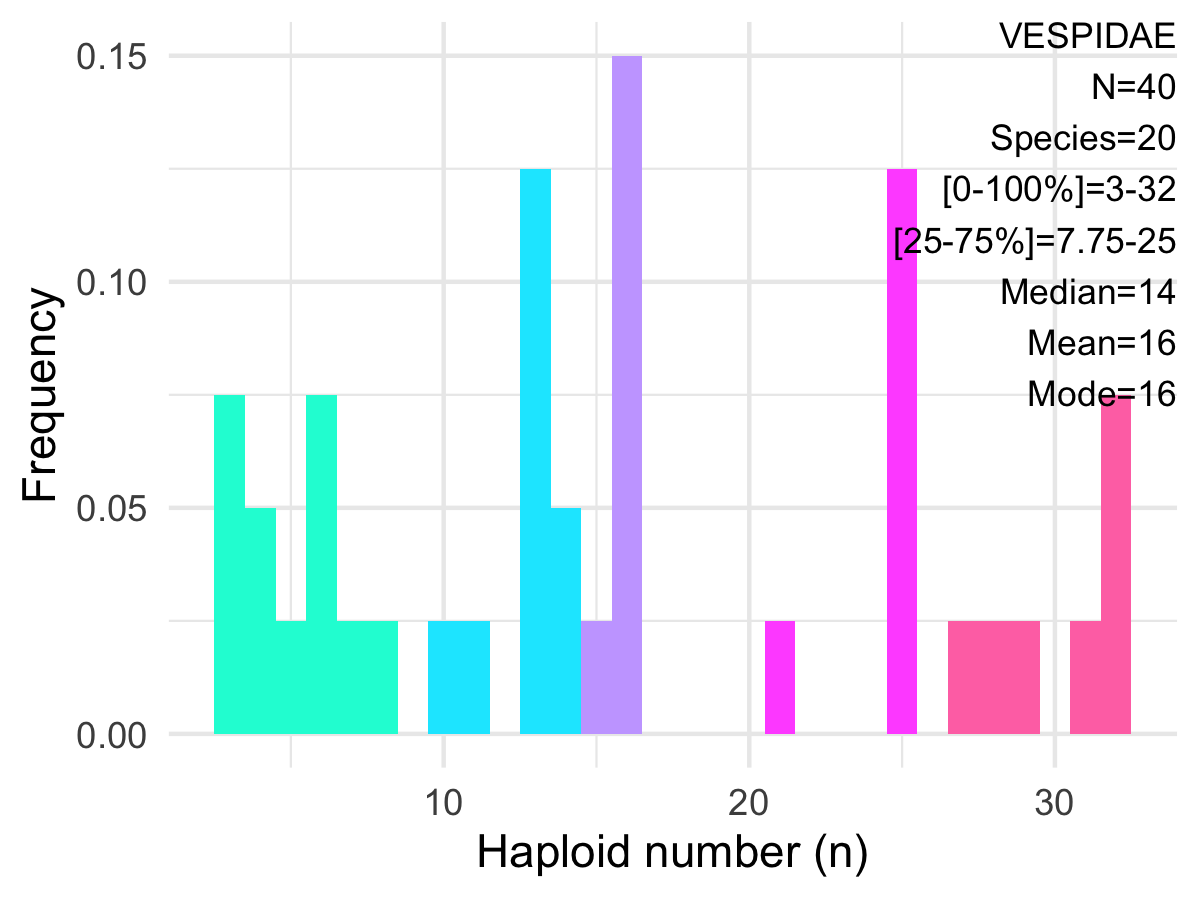 VESPIDAE
N=40
Species=20
[0-100%]=3-32
[25-75%]=7.75-25
Median=14
Mean=16
Mode=16
Frequency
0.15
0.10
0.05
0.00
10 20 30
Haploid number (n)